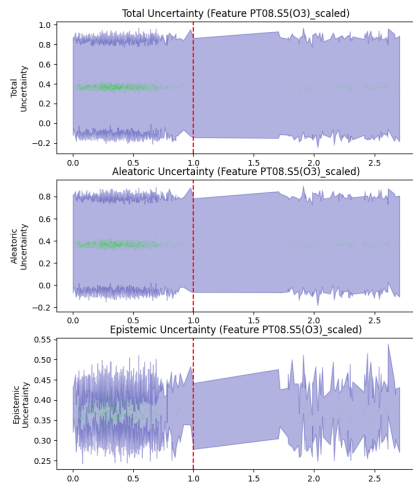 Total Uncertainty (Feature PT08.S5(O3)_scaled)
1.0
0.8
0.6
0.4
0.2
0.0
−0.2
Total
Uncertainty
0.0 0.5 1.0 1.5 2.0 2.5
Aleatoric Uncertainty (Feature PT08.S5(O3)_scaled)
0.8
0.6
0.4
0.2
0.0
−0.2
Aleatoric
Uncertainty
0.0 0.5 1.0 1.5 2.0 2.5
Epistemic Uncertainty (Feature PT08.S5(O3)_scaled)
0.55
0.50
0.45
0.40
0.35
0.30
0.25
Epistemic
Uncertainty
0.0 0.5 1.0 1.5 2.0 2.5